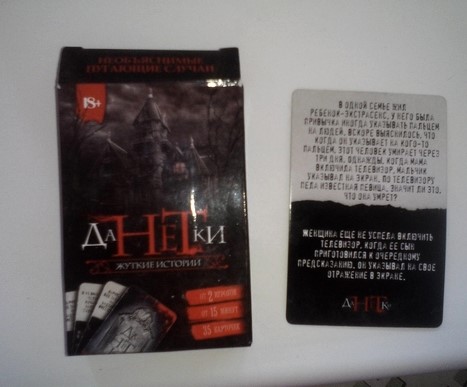 НЕОБЪЯСНИМЫЕ
ПУГАЮЩИЕ СЛУЧАИ
18+
ДаНЕТки
ЖУТКИЕ ИСТОРИИ
от 2
от 15 минут
35 карточек
В ОДНОЙ СЕМЬЕ ЖИЛ
РЕБЕНОК-ЭКСТРАСЕНС, У НЕГО БЫЛА
ПРИВЫЧКА ИНОГДА УКАЗЫВАТЬ ПАЛЬЦЕМ
НА ЛЮДЕЙ, ВСКОРЕ ВЫЯСНИЛОСЬ, ЧТО
КОГДА ОН УКАЗЫВАЕТ НА КОГО-ТО
ПАЛЬЦЕМ, ЭТОТ ЧЕЛОВЕК УМИРАЕТ ЧЕРЕЗ
ТРИ ДНЯ. ОДНАЖДЫ, КОГДА МАМА
ВКЛЮЧИЛА ТЕЛЕВИЗОР, МАЛЬЧИК
УКАЗЫВАЛ НА ЭКРАН. ПО ТЕЛЕВИЗОРУ
ПЕЛА ИЗВЕСТНАЯ ПЕВИЦА. ЗНАЧИТ ЛИ ЭТО,
ЧТО ОНА УМРЕТ?
ЖЕНЩИНА ЕЩЕ НЕ УСПЕЛА ВКЛЮЧИТЬ
ТЕЛЕВИЗОР, КОГДА ЕЕ СЫН
ПРИГОТОВИЛСЯ К ОЧЕРЕДНОМУ
ПРЕДСКАЗАНИЮ. ОН УКАЗЫВАЛ НА СВОЕ
ОТРАЖЕНИЕ В ЭКРАНЕ.
ДаНЕТки